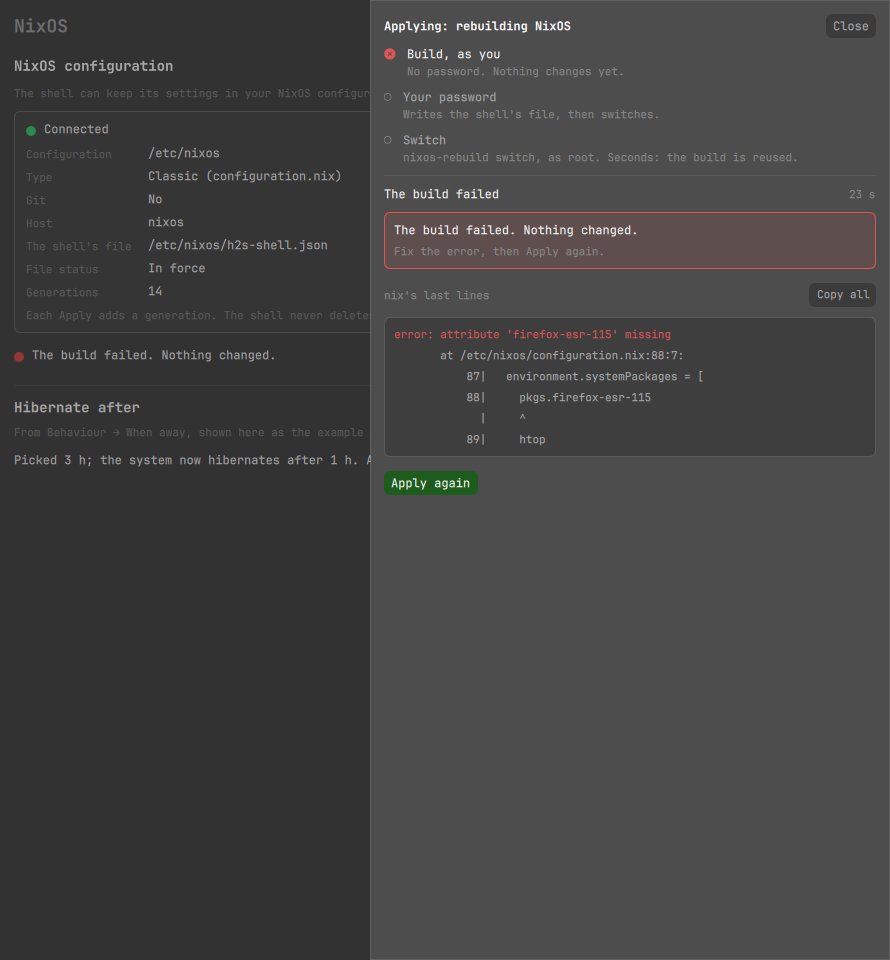 NixOS
NixOS configuration
The shell can keep its settings in your NixOS configur
Connected
Configuration /etc/nixos
Type Classic (configuration.nix)
Git No
Host nixos
The shell's file /etc/nixos/h2s-shell.json
File status In force
Generations 14
Each Apply adds a generation. The shell never delete
The build failed. Nothing changed.
Hibernate after
From Behaviour → When away, shown here as the example
Picked 3 h; the system now hibernates after 1 h. A
Applying: rebuilding NixOS Close
Build, as you
No password. Nothing changes yet.
Your password
Writes the shell's file, then switches.
Switch
nixos-rebuild switch, as root. Seconds: the build is reused.
The build failed 23 s
The build failed. Nothing changed.
Fix the error, then Apply again.
nix's last lines Copy all
error: attribute 'firefox-esr-115' missing
at /etc/nixos/configuration.nix:88:7:
87| environment.systemPackages = [
88| pkgs.firefox-esr-115
| ^
89| htop
Apply again